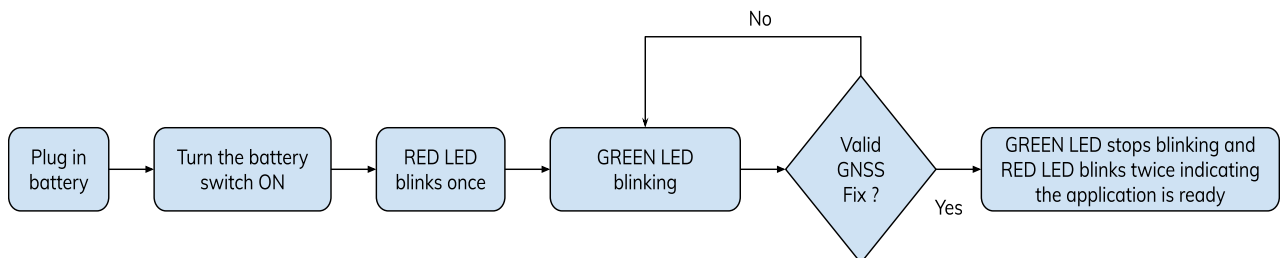 Plug in
battery
Turn the battery
switch ON
RED LED
blinks once
GREEN LED
blinking
No
Valid
GNSS
Fix ?
Yes
GREEN LED stops blinking and
RED LED blinks twice indicating
the application is ready